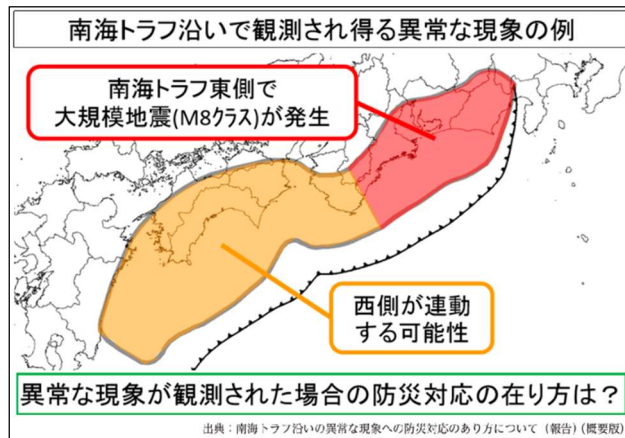 南海トラフ沿いで観測され得る異常な現象の例
南海トラフ東側で
大規模地震(M8クラス)が発生
西側が連動
する可能性
異常な現象が観測された場合の防災対応の在り方は？
出典：南海トラフ沿いの異常な現象への防災対応のあり方について（報告）（概要版）